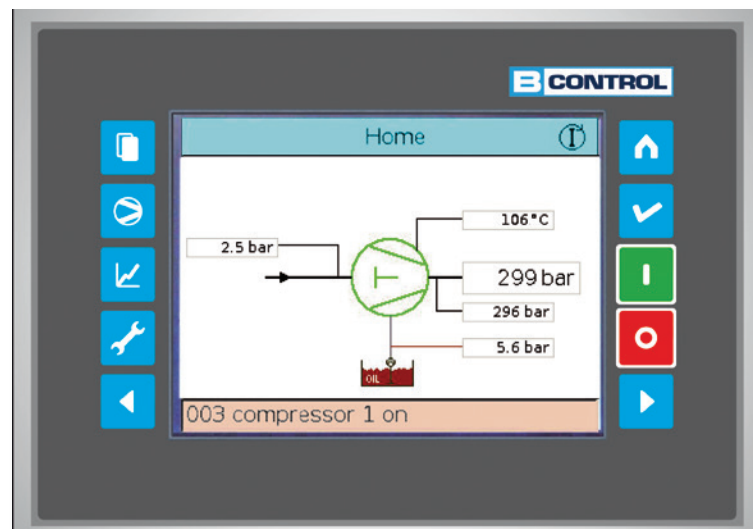 B CONTROL
Home
I
106°C
2.5 bar
299 bar
296 bar
5.6 bar
OIL
003 compressor 1 on